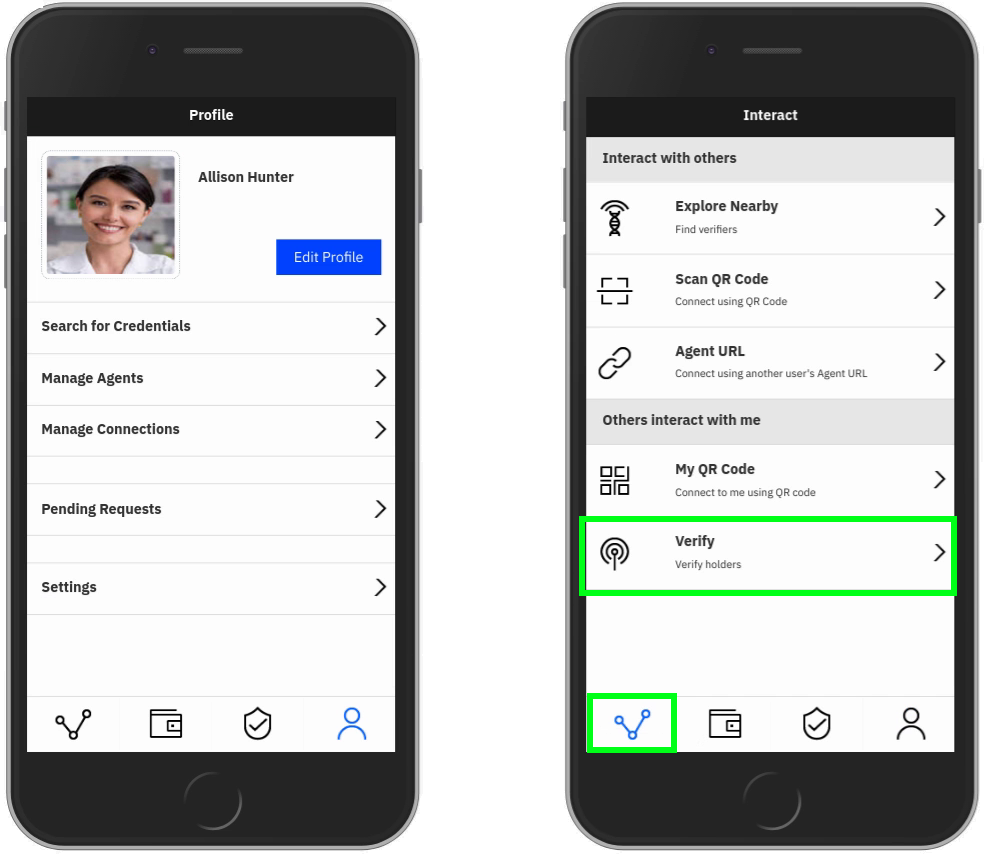 Profile
Allison Hunter
Edit Profile
Search for Credentials
Manage Agents
Manage Connections
Pending Requests
Settings
Interact
Interact with others
Explore Nearby
Find verifiers
Scan QR Code
Connect using QR Code
Agent URL
Connect using another user's Agent URL
Others interact with me
My QR Code
Connect to me using QR code
Verify
Verify holders